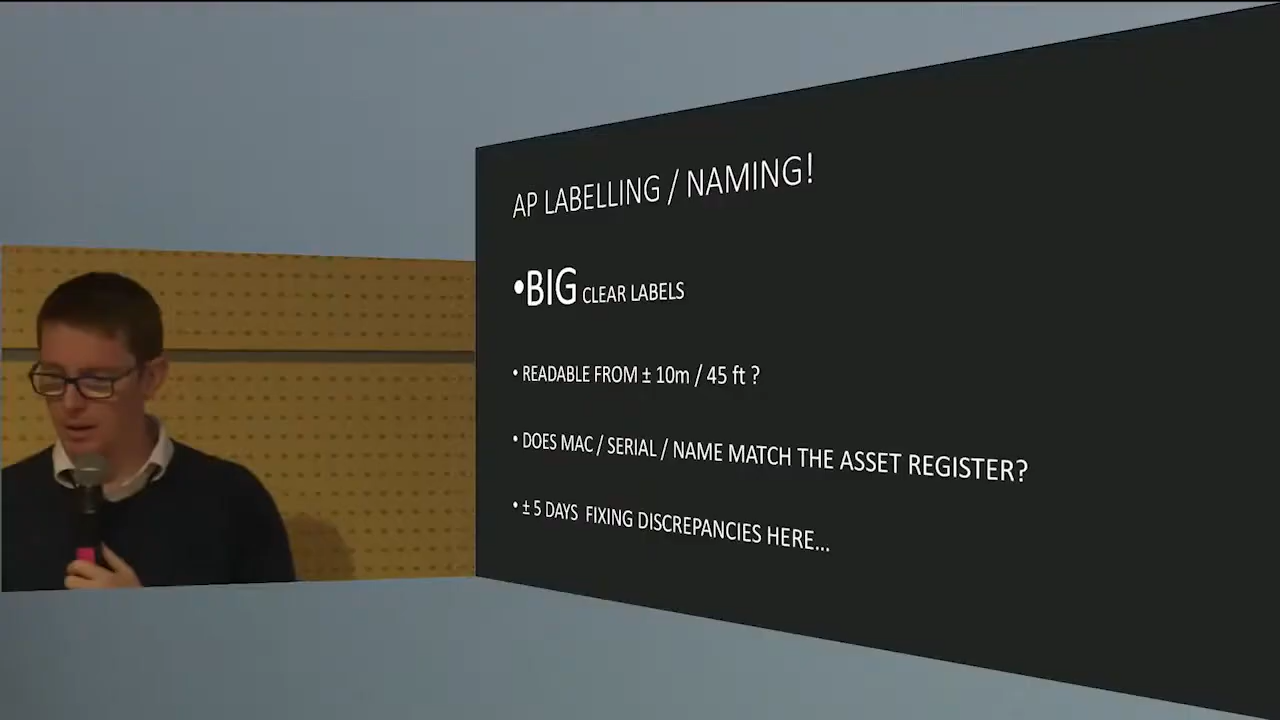 AP LABELLING / NAMING!
•BIG CLEAR LABELS
• READABLE FROM ± 10m / 45 ft ?
• DOES MAC / SERIAL / NAME MATCH THE ASSET REGISTER?
• ± 5 DAYS FIXING DISCREPANCIES HERE...